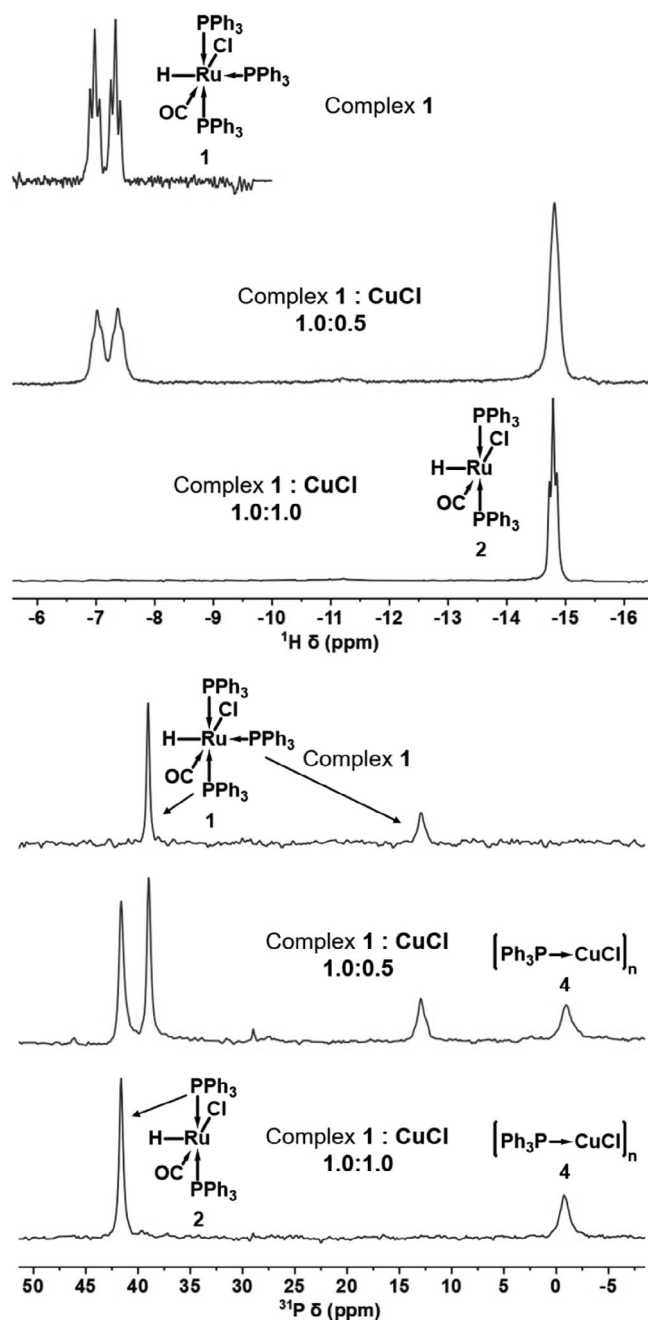 PPh₃
Cl
H—Ru←PPh₃
OC
PPh₃
1
Complex 1
Complex 1 : CuCl
1.0:0.5
PPh₃
Cl
H—Ru
OC
PPh₃
2
Complex 1 : CuCl
1.0:1.0
-6 -7 -8 -9 -10 -11 -12 -13 -14 -15 -16
¹H δ (ppm)
PPh₃
Cl
H—Ru←PPh₃
OC
PPh₃
1
Complex 1
Complex 1 : CuCl
1.0:0.5
[Ph₃P→CuCl]ₙ
4
PPh₃
Cl
H—Ru
OC
PPh₃
2
Complex 1 : CuCl
1.0:1.0
[Ph₃P→CuCl]ₙ
4
50 45 40 35 30 25 20 15 10 5 0 -5
³¹P δ (ppm)